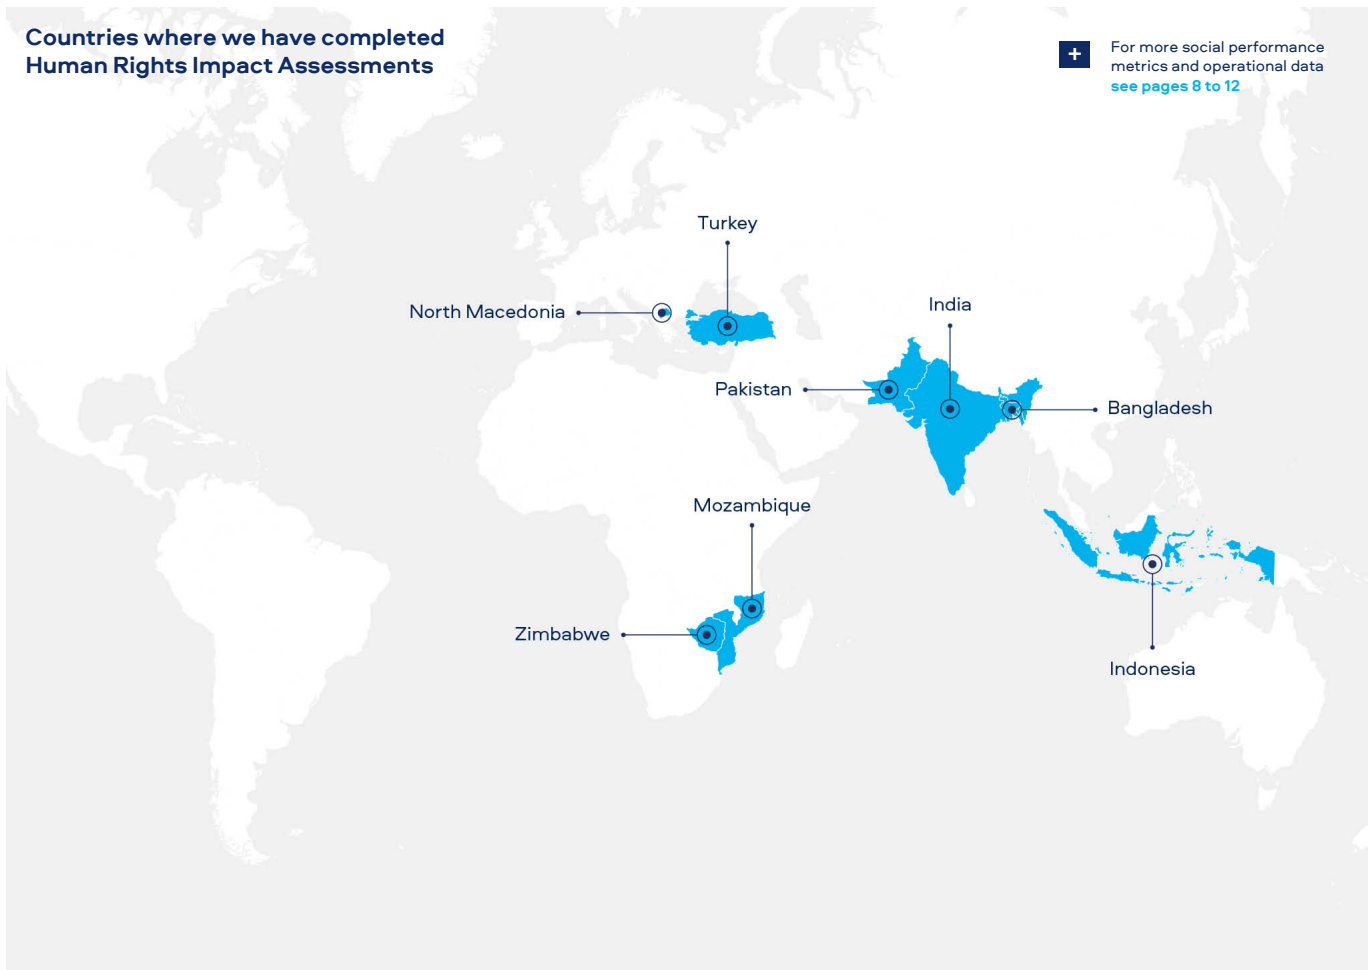 Countries where we have completed
Human Rights Impact Assessments
+
For more social performance
metrics and operational data
see pages 8 to 12
Turkey
North Macedonia
India
Pakistan
Bangladesh
Mozambique
Zimbabwe
Indonesia